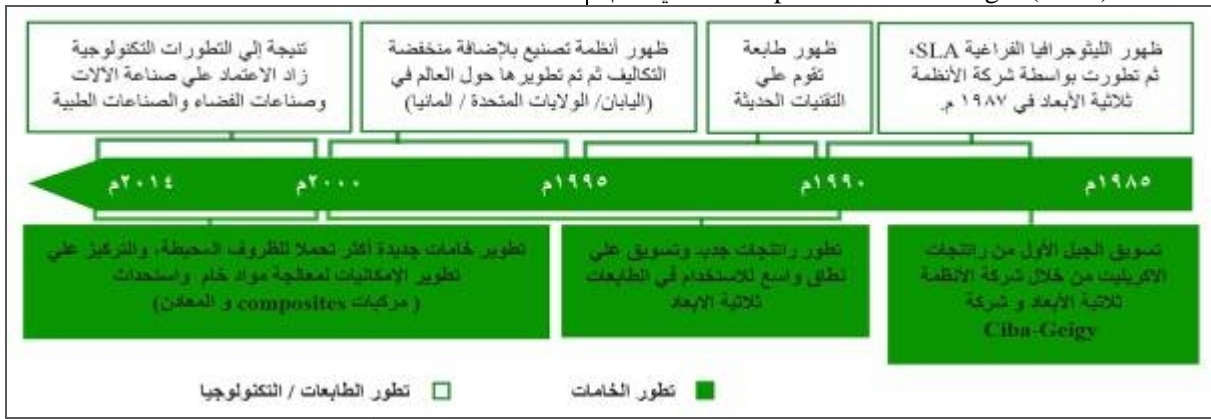 ظهور الليثوجرافيا الفراغية SLA،
ثم تطورت بواسطة شركة الأنظمة
ثلاثية الأبعاد في ١٩٨٧ م.
ظهور طابعة
تقوم علي
التقنيات الحديثة
ظهور أنظمة تصنيع بلإضافة منخفضة
التكاليف ثم تم تطويرها حول العالم في
(اليابان/ الولايات المتحدة / المانيا)
نتيجة إلي التطورات التكنولوجية
زاد الاعتماد علي صناعة الآلات
وصناعات الفضاء والصناعات الطبية
١٩٨٥م
١٩٩٠م
١٩٩٥م
٢٠٠٠م
٢٠١٤م
تسويق الجيل الأول من راتنجات
الاكريليت من خلال شركة الأنظمة
ثلاثية الأبعاد و شركة
Ciba-Geigy
تطور راتنجات جديد وتسويق علي
نطاق واسع للاستخدام في الطابعات
ثلاثية الابعاد
تطوير خامات جديدة أكثر تحملا للظروف المحيطة، والتركيز علي
تطوير الإمكانيات لمعالجة مواد خام واستحداث
( مركبات composites و المعادن)
تطور الخامات
تطور الطابعات / التكنولوجيا